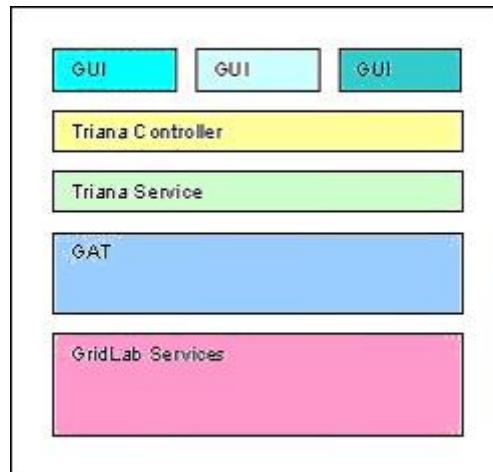 GUI GUI GUI
Triana Controller
Triana Service
GAT
GridLab Services